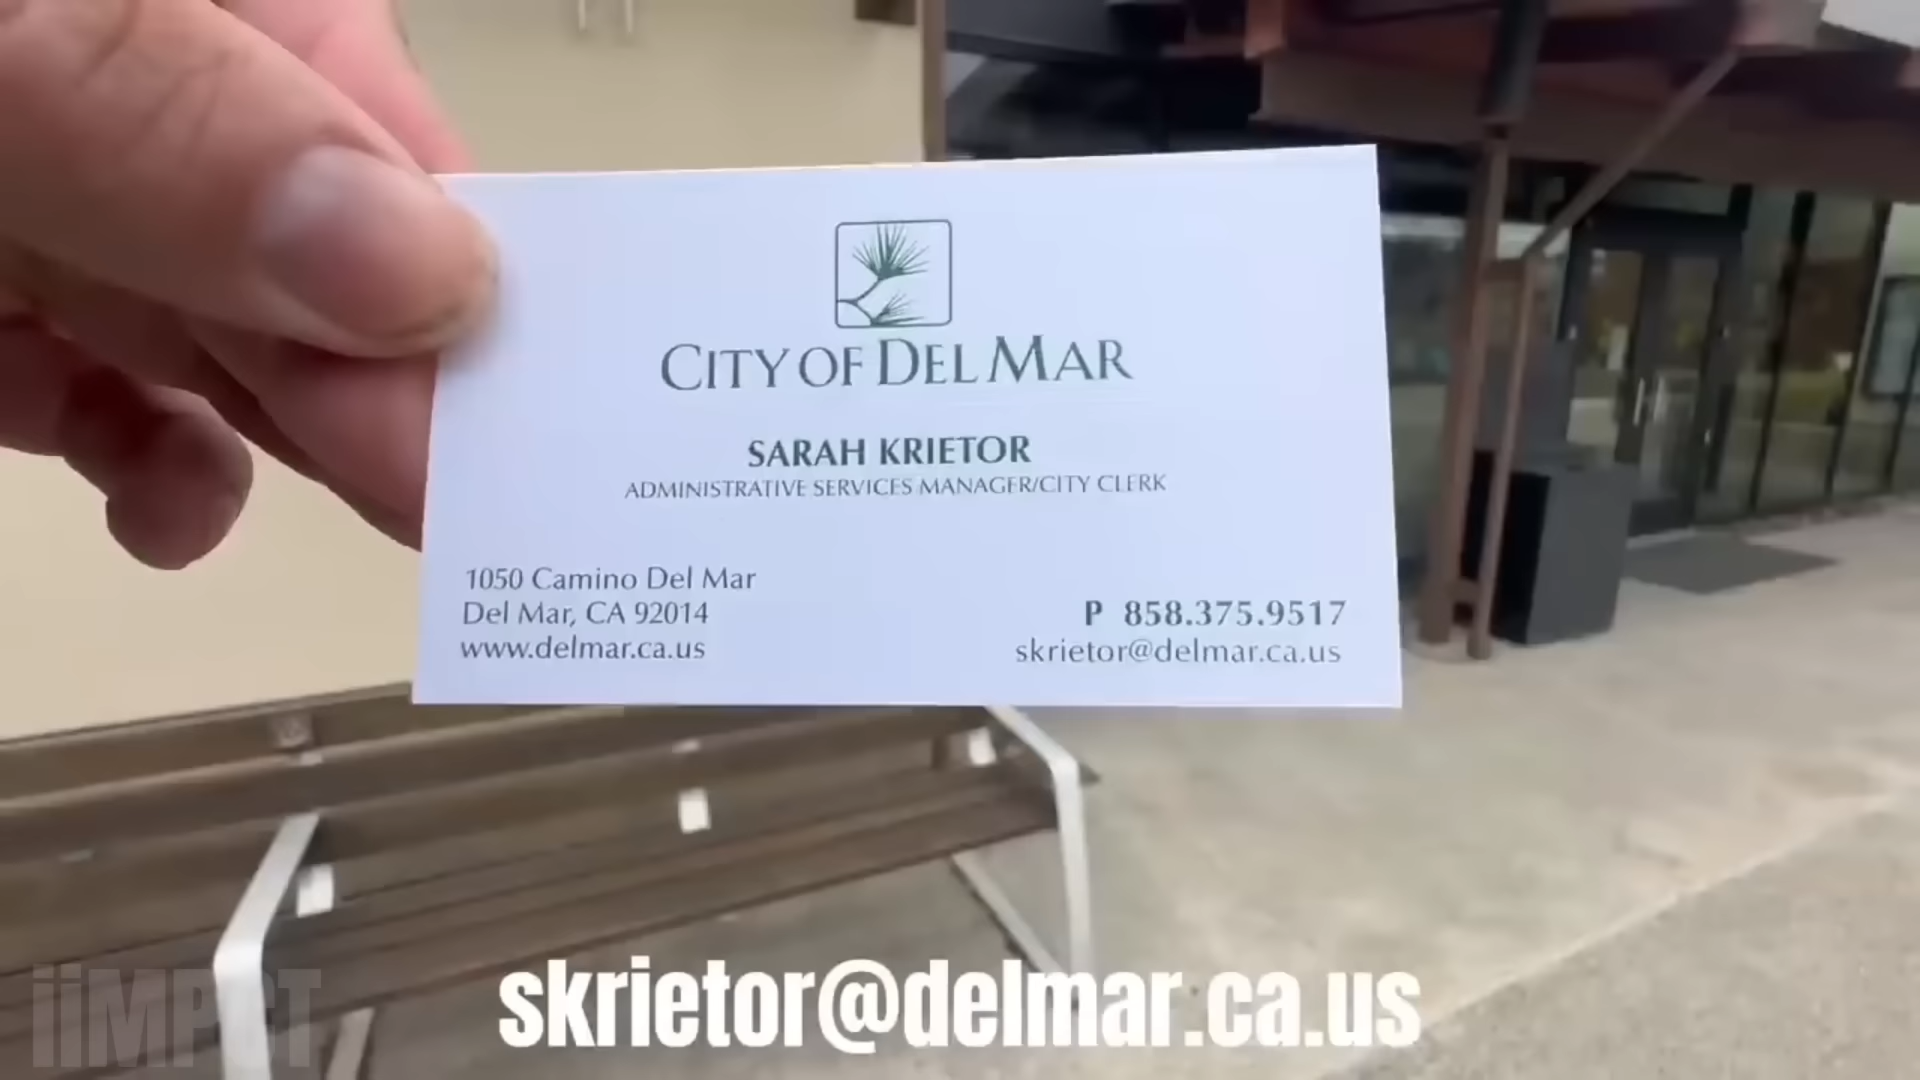 CITY OF DEL MAR
SARAH KRIETOR
ADMINISTRATIVE SERVICES MANAGER/CITY CLERK
1050 Camino Del Mar
Del Mar, CA 92014
www.delmar.ca.us
P 858.375.9517
skrietor@delmar.ca.us
skrietor@delmar.ca.us
iiMPCT